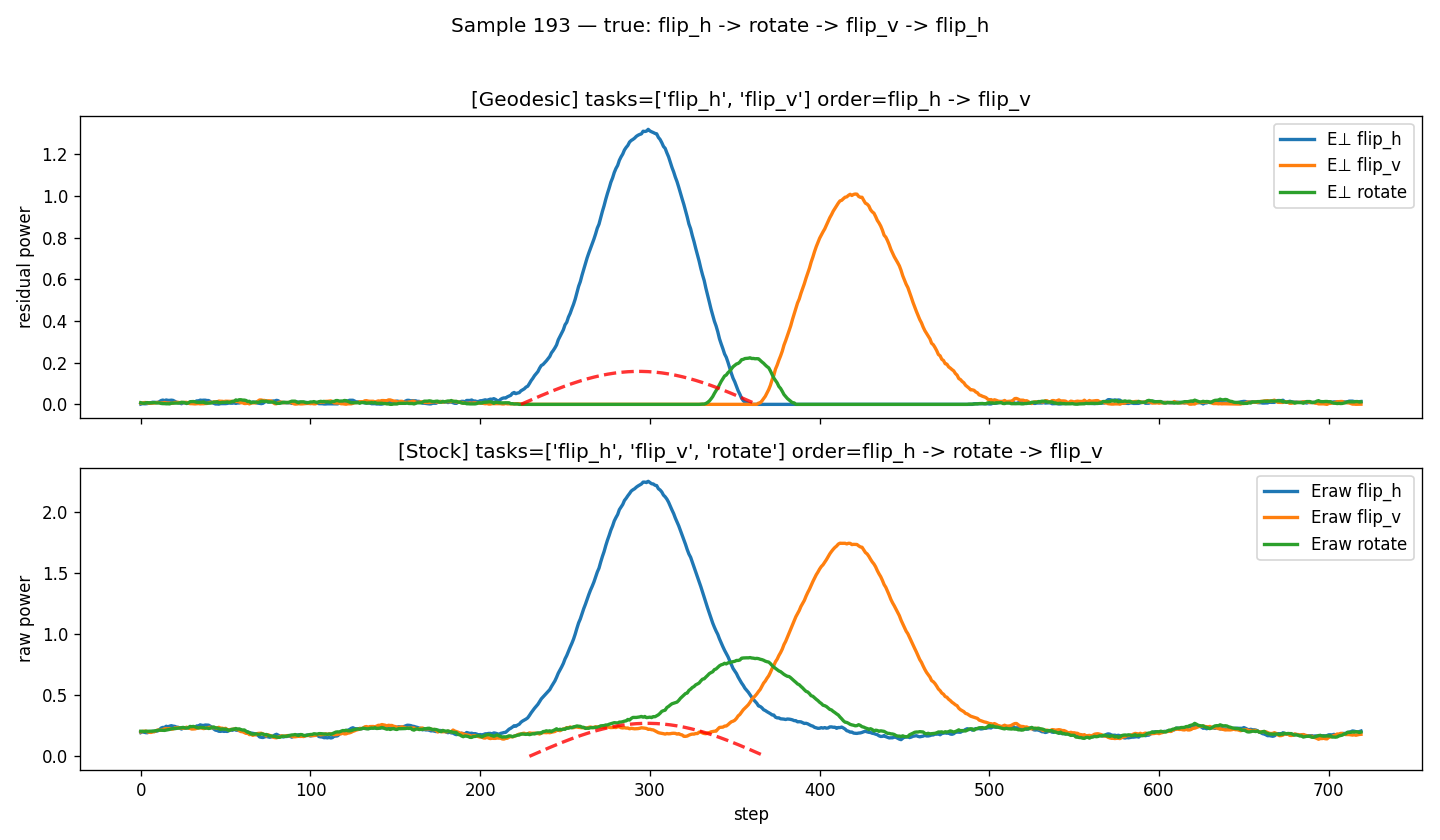 Sample 193 — true: flip_h -> rotate -> flip_v -> flip_h
[Geodesic] tasks=['flip_h', 'flip_v'] order=flip_h -> flip_v
residual power
1.2
1.0
0.8
0.6
0.4
0.2
0.0
E⊥ flip_h
E⊥ flip_v
E⊥ rotate
[Stock] tasks=['flip_h', 'flip_v', 'rotate'] order=flip_h -> rotate -> flip_v
raw power
2.0
1.5
1.0
0.5
0.0
Eraw flip_h
Eraw flip_v
Eraw rotate
0 100 200 300 400 500 600 700
step